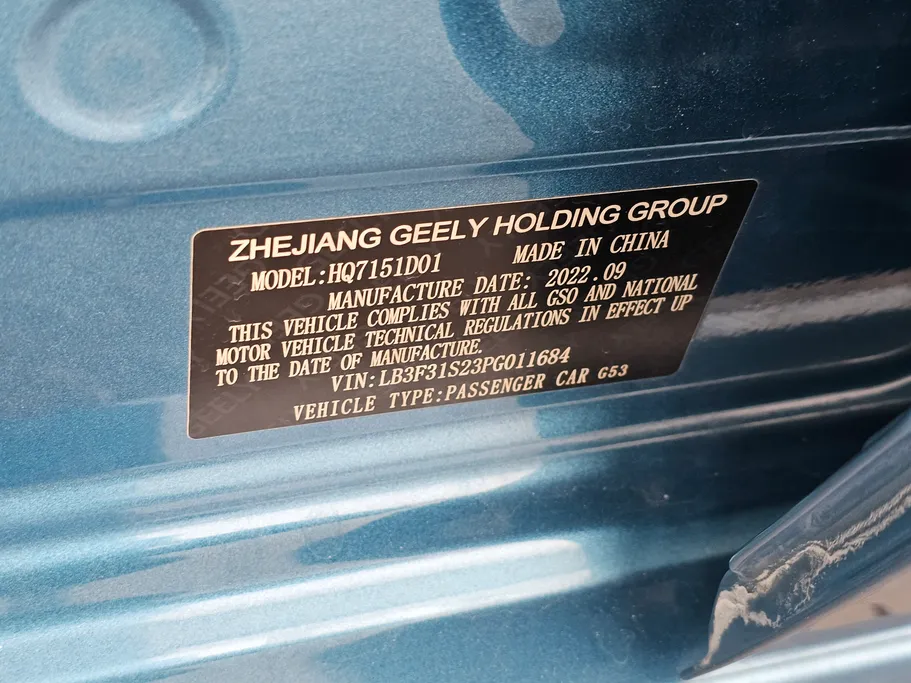 ZHEJIANG GEELY HOLDING GROUP
MODEL:HQ7151D01 MADE IN CHINA
MANUFACTURE DATE: 2022.09
THIS VEHICLE COMPLIES WITH ALL GSO AND NATIONAL
MOTOR VEHICLE TECHNICAL REGULATIONS IN EFFECT UP
TO THE DATE OF MANUFACTURE.
VIN:LB3F31S23PG011684
VEHICLE TYPE:PASSENGER CAR G53